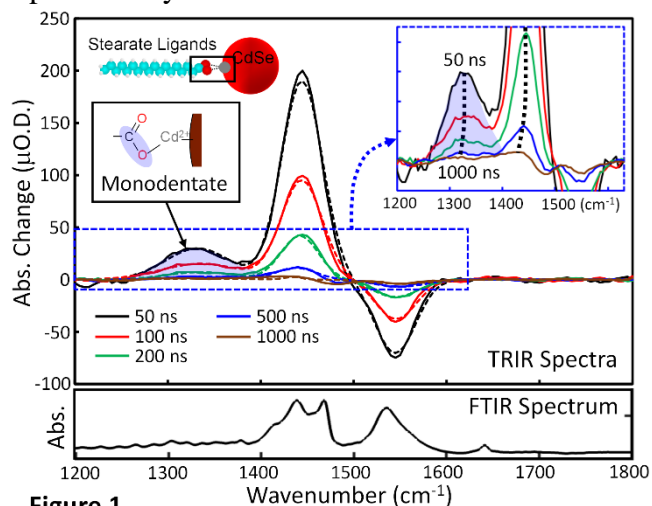 250
200
150
100
50
0
-50
-100
Abs. Change (µO.D.)
Stearate Ligands
CdSe
C
O
O
Cd²⁺
Monodentate
50 ns
1000 ns
1200 1300 1400 1500 (cm⁻¹)
50 ns
100 ns
200 ns
500 ns
1000 ns
TRIR Spectra
Abs.
FTIR Spectrum
1200 1300 1400 1500 1600 1700 1800
Wavenumber (cm⁻¹)
Figure 1